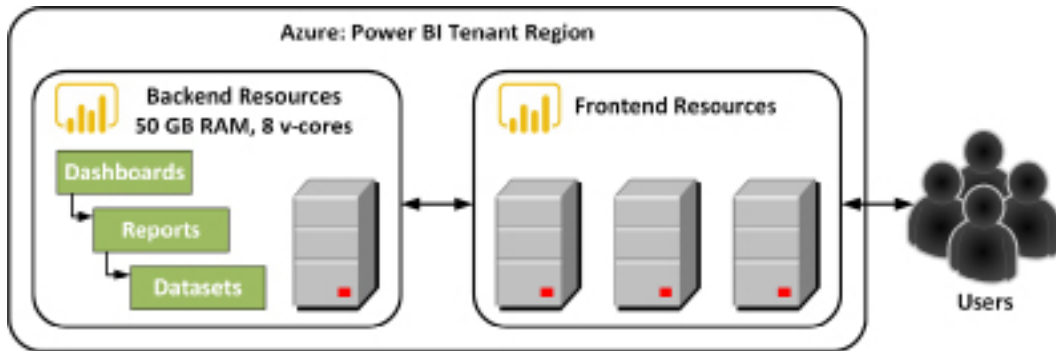 Azure: Power BI Tenant Region
Backend Resources
50 GB RAM, 8 v-cores
Dashboards
Reports
Datasets
Frontend Resources
Users